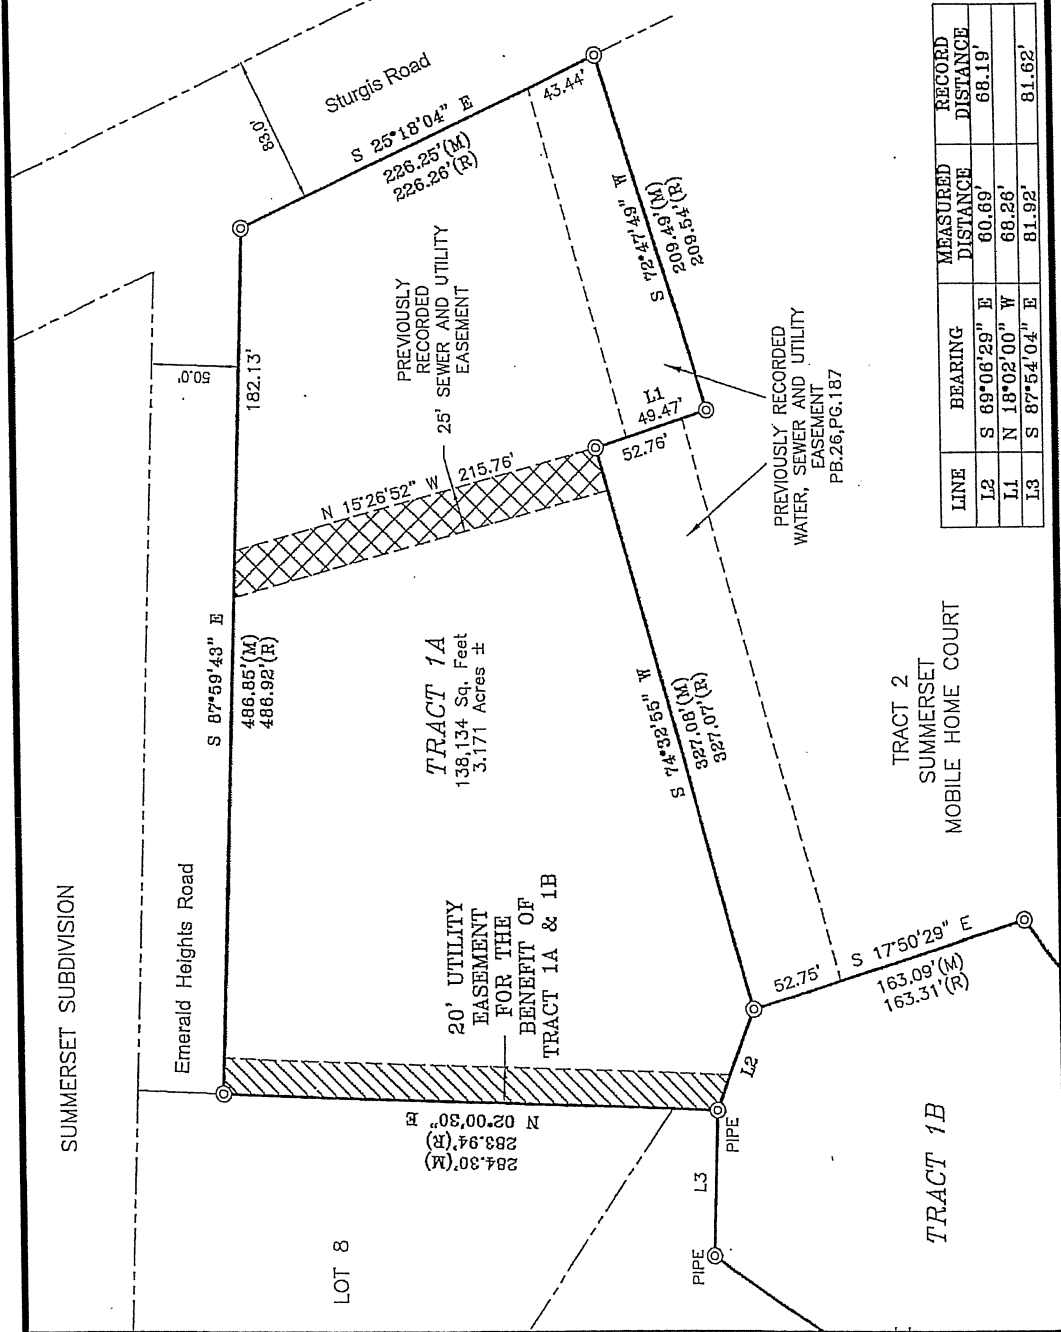 SUMMERSET SUBDIVISION
Emerald Heights Road
50.0'
83.0'
Sturgis Road
S 25°18'04" E
226.25'(M)
226.26'(R)
43.44'
182.13'
S 87°59'43" E
486.85'(M)
486.92'(R)
PREVIOUSLY
RECORDED
25' SEWER AND UTILITY
EASEMENT
N 15°26'52" W 215.76'
S 72°47'49" W
209.49'(M)
209.54'(R)
L1
49.47'
52.76'
PREVIOUSLY RECORDED
WATER, SEWER AND UTILITY
EASEMENT
PB.26,PG.187
TRACT 1A
138,134 Sq. Feet
3.171 Acres ±
S 74°32'55" W
327.08'(M)
327.07'(R)
20' UTILITY
EASEMENT
FOR THE
BENEFIT OF
TRACT 1A & 1B
N 02°00'30" E
283.94'(R)
284.30'(M)
TRACT 2
SUMMERSET
MOBILE HOME COURT
52.75'
S 17°50'29" E
163.09'(M)
163.31'(R)
L2
PIPE
L3
PIPE
LOT 8
TRACT 1B
LINE BEARING MEASURED DISTANCE RECORD DISTANCE
L2 S 69°06'29" E 60.69' 68.19'
L1 N 18°02'00" W 68.26'
L3 S 87°54'04" E 81.92' 81.62'